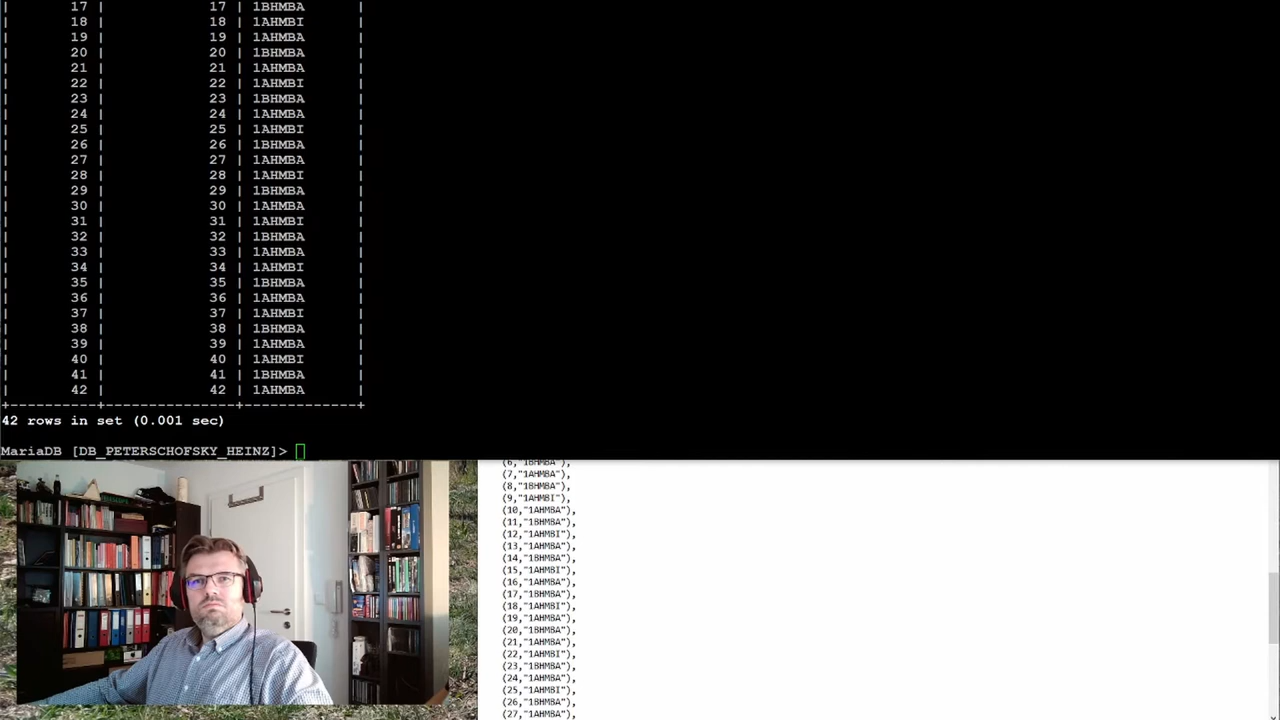 | 17 | 17 | 1BHMBA |
| 18 | 18 | 1AHMBI |
| 19 | 19 | 1AHMBA |
| 20 | 20 | 1BHMBA |
| 21 | 21 | 1AHMBA |
| 22 | 22 | 1AHMBI |
| 23 | 23 | 1BHMBA |
| 24 | 24 | 1AHMBA |
| 25 | 25 | 1AHMBI |
| 26 | 26 | 1BHMBA |
| 27 | 27 | 1AHMBA |
| 28 | 28 | 1AHMBI |
| 29 | 29 | 1BHMBA |
| 30 | 30 | 1AHMBA |
| 31 | 31 | 1AHMBI |
| 32 | 32 | 1BHMBA |
| 33 | 33 | 1AHMBA |
| 34 | 34 | 1AHMBI |
| 35 | 35 | 1BHMBA |
| 36 | 36 | 1AHMBA |
| 37 | 37 | 1AHMBI |
| 38 | 38 | 1BHMBA |
| 39 | 39 | 1AHMBA |
| 40 | 40 | 1AHMBI |
| 41 | 41 | 1BHMBA |
| 42 | 42 | 1AHMBA |
+----------+---------------+-------------+
42 rows in set (0.001 sec)
MariaDB [DB_PETERSCHOFSKY_HEINZ]>
(6,"1BHMBA"),
(7,"1AHMBA"),
(8,"1BHMBA"),
(9,"1AHMBI"),
(10,"1AHMBA"),
(11,"1BHMBA"),
(12,"1AHMBI"),
(13,"1AHMBA"),
(14,"1BHMBA"),
(15,"1AHMBI"),
(16,"1AHMBA"),
(17,"1BHMBA"),
(18,"1AHMBI"),
(19,"1AHMBA"),
(20,"1BHMBA"),
(21,"1AHMBA"),
(22,"1AHMBI"),
(23,"1BHMBA"),
(24,"1AHMBA"),
(25,"1AHMBI"),
(26,"1BHMBA"),
(27,"1AHMBA"),